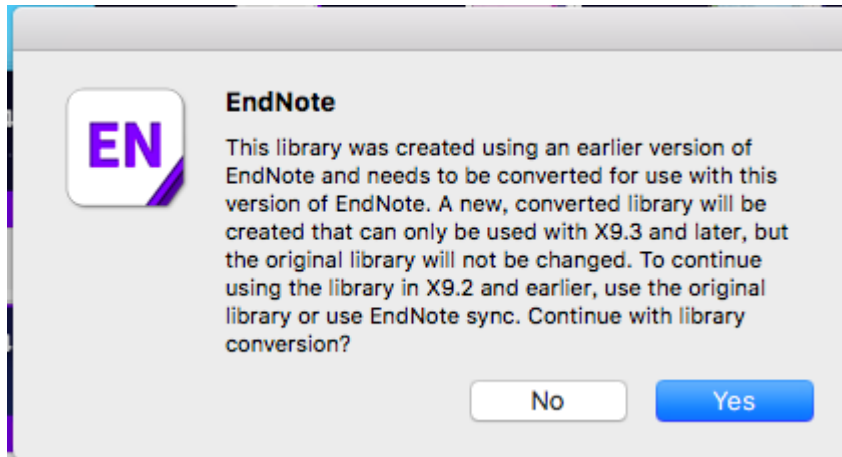 EndNote
EN
This library was created using an earlier version of
EndNote and needs to be converted for use with this
version of EndNote. A new, converted library will be
created that can only be used with X9.3 and later, but
the original library will not be changed. To continue
using the library in X9.2 and earlier, use the original
library or use EndNote sync. Continue with library
conversion?
No
Yes